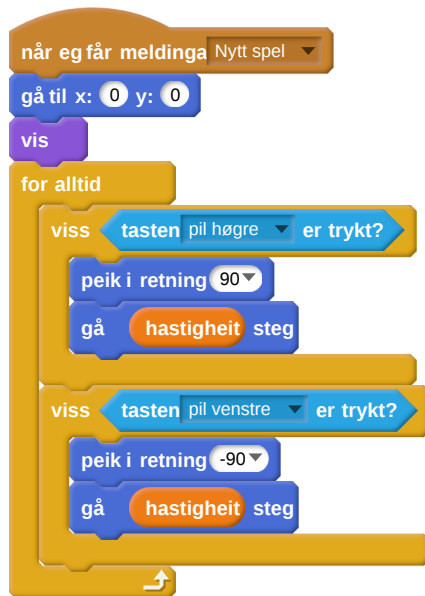 når eg får meldinga Nytt spel
gå til x: 0 y: 0
vis
for alltid
viss tasten pil høgre er trykt?
peik i retning 90
gå hastigheit steg
viss tasten pil venstre er trykt?
peik i retning -90
gå hastigheit steg